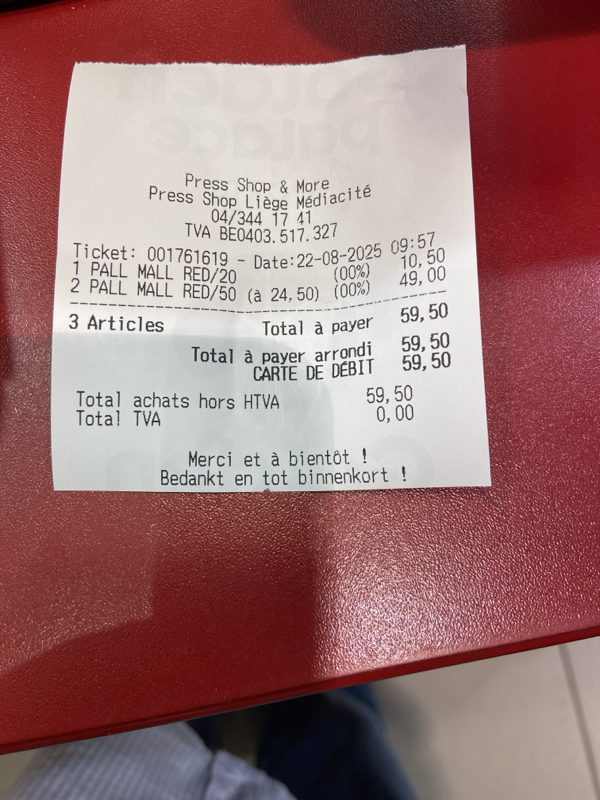 Press Shop & More
Press Shop Liège Médiacité
04/344 17 41
TVA BE0403.517.327
Ticket: 001761619 - Date:22-08-2025 09:57
1 PALL MALL RED/20 (00%) 10,50
2 PALL MALL RED/50 (à 24,50) (00%) 49,00
3 Articles Total à payer 59,50
Total à payer arrondi 59,50
CARTE DE DÉBIT 59,50
Total achats hors HTVA 59,50
Total TVA 0,00
Merci et à bientôt !
Bedankt en tot binnenkort !